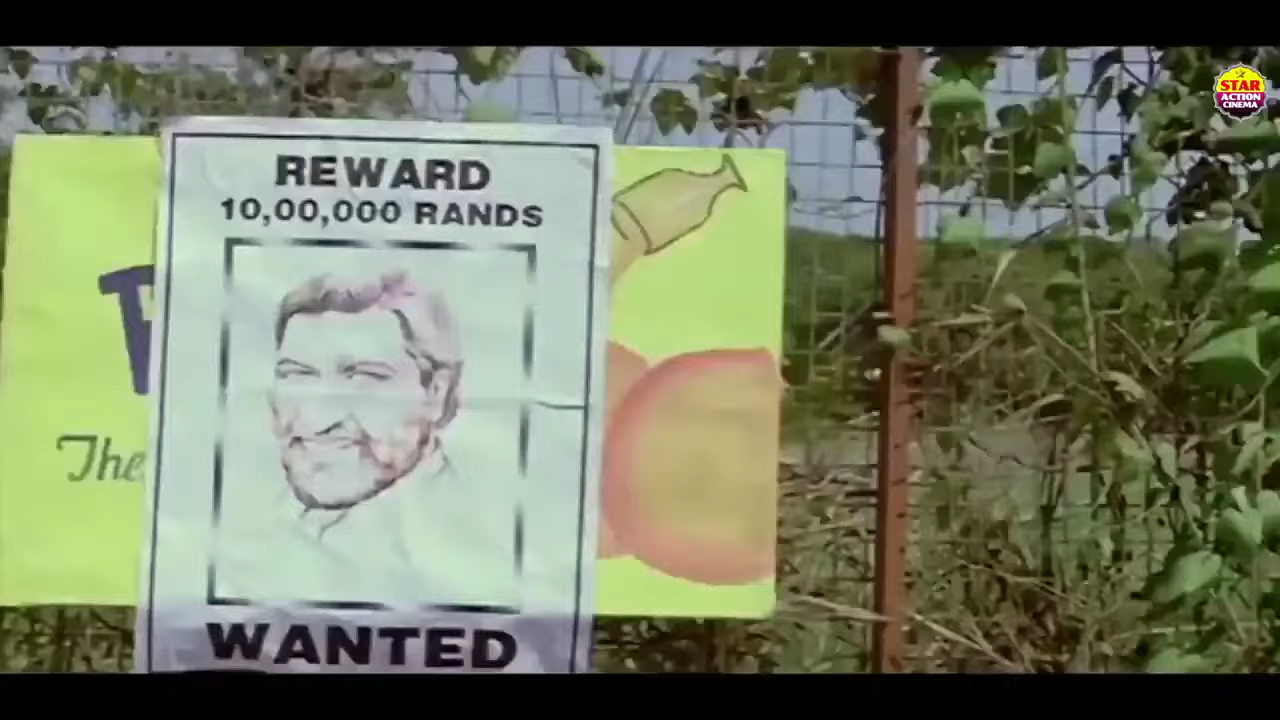 REWARD
10,00,000 RANDS
The
WANTED
STAR
ACTION
CINEMA